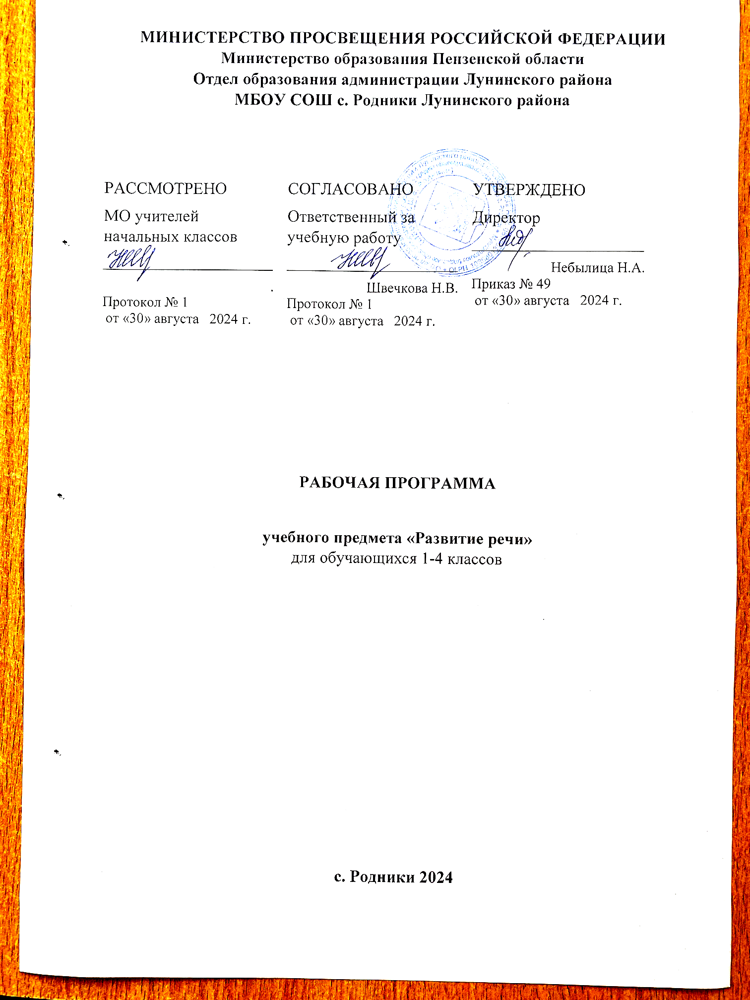 МИНИСТЕРСТВО ПРОСВЕЩЕНИЯ РОССИЙСКОЙ ФЕДЕРАЦИИ
Министерство образования Пензенской области
Отдел образования администрации Лунинского района
МБОУ СОШ с. Родники Лунинского района
РАССМОТРЕНО
МО учителей
начальных классов
Протокол № 1
от «30» августа 2024 г.
СОГЛАСОВАНО
Ответственный за
учебную работу
Швечкова Н.В.
Протокол № 1
от «30» августа 2024 г.
УТВЕРЖДЕНО
Директор
Небылица Н.А.
Приказ № 49
от «30» августа 2024 г.
РАБОЧАЯ ПРОГРАММА
учебного предмета «Развитие речи»
для обучающихся 1-4 классов
с. Родники 2024